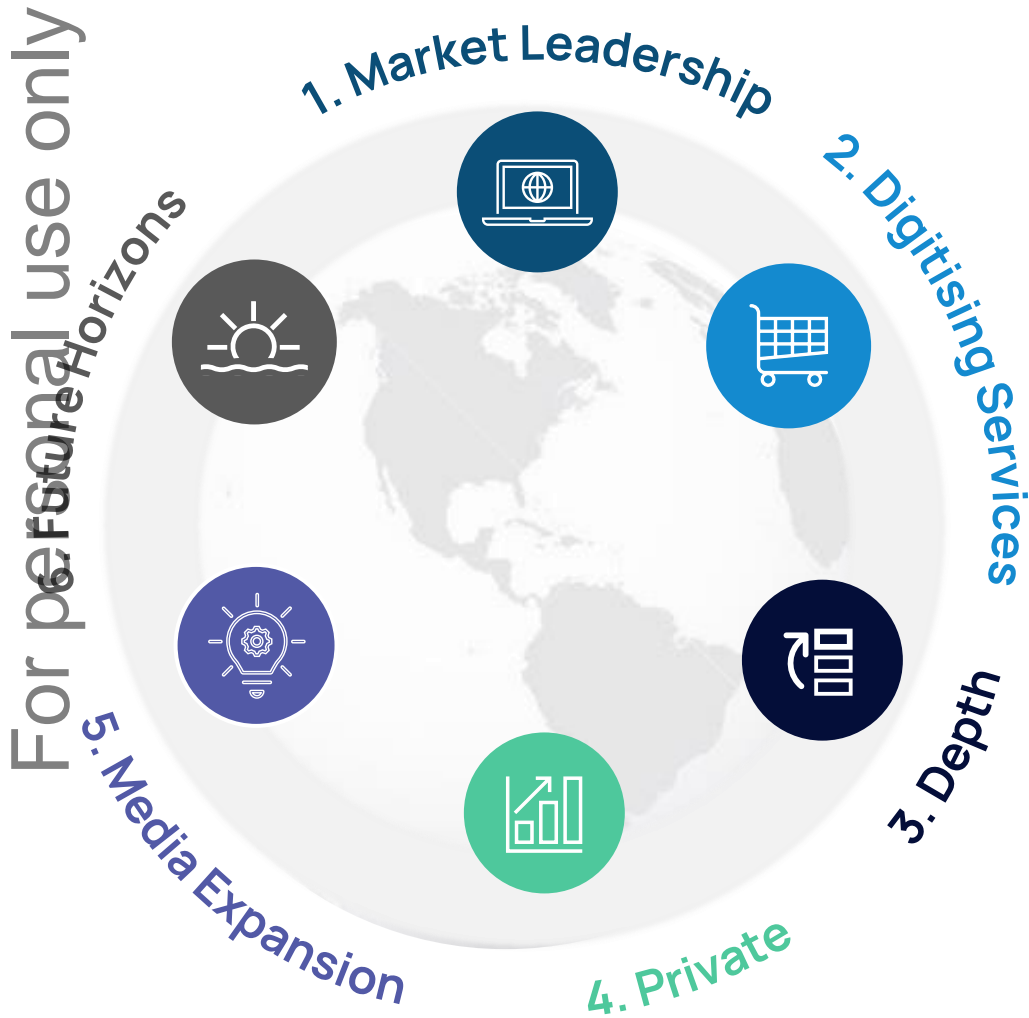 For personal use only
1. Market Leadership
2. Digitising Services
3. Depth
4. Private
5. Media Expansion
6. Future Horizons